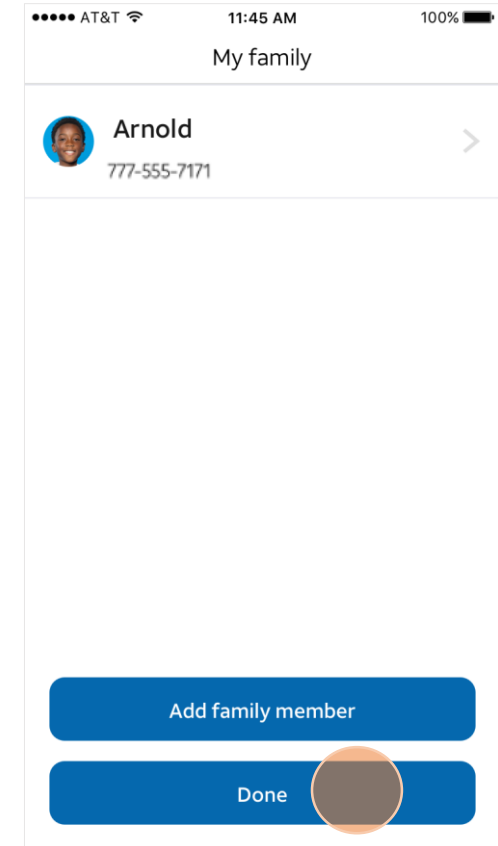 AT&T 11:45 AM 100%
My family
Arnold
777-555-7171
Add family member
Done